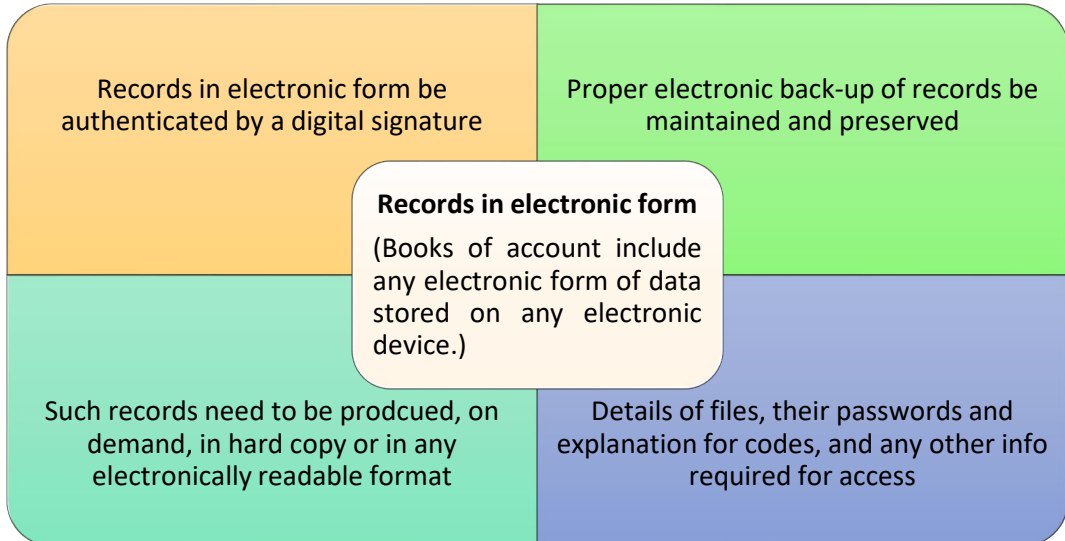 Records in electronic form be
authenticated by a digital signature
Proper electronic back-up of records be
maintained and preserved
Records in electronic form
(Books of account include
any electronic form of data
stored on any electronic
device.)
Such records need to be prodcued, on
demand, in hard copy or in any
electronically readable format
Details of files, their passwords and
explanation for codes, and any other info
required for access